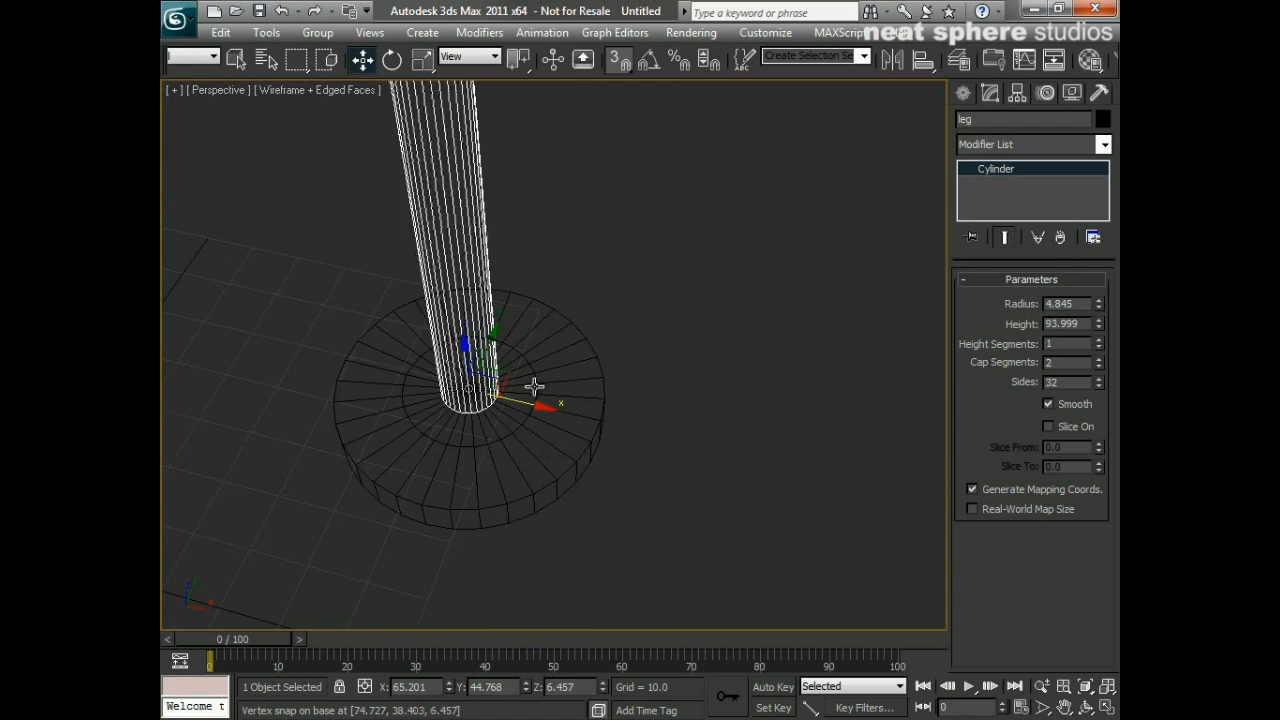 Autodesk 3ds Max 2011 x64 - Not for Resale Untitled
Type a keyword or phrase
Edit Tools Group Views Create Modifiers Animation Graph Editors Rendering Customize MAXScri
neat sphere studios
View
3
ABC
Create Selection Se
[ + ] [ Perspective ] [ Wireframe + Edged Faces ]
leg
Modifier List
Cylinder
- Parameters
Radius: 4.845
Height: 93.999
Height Segments: 1
Cap Segments: 2
Sides: 32
Smooth
Slice On
Slice From: 0.0
Slice To: 0.0
Generate Mapping Coords.
Real-World Map Size
x
< 0 / 100 >
0 10 20 30 40 50 60 70 80 90 100
1 Object Selected X: 65.201 Y: 44.768 Z: 6.457 Grid = 10.0 Auto Key Selected
Welcome t Vertex snap on base at [74.727, 38.403, 6.457] Add Time Tag Set Key Key Filters... 0